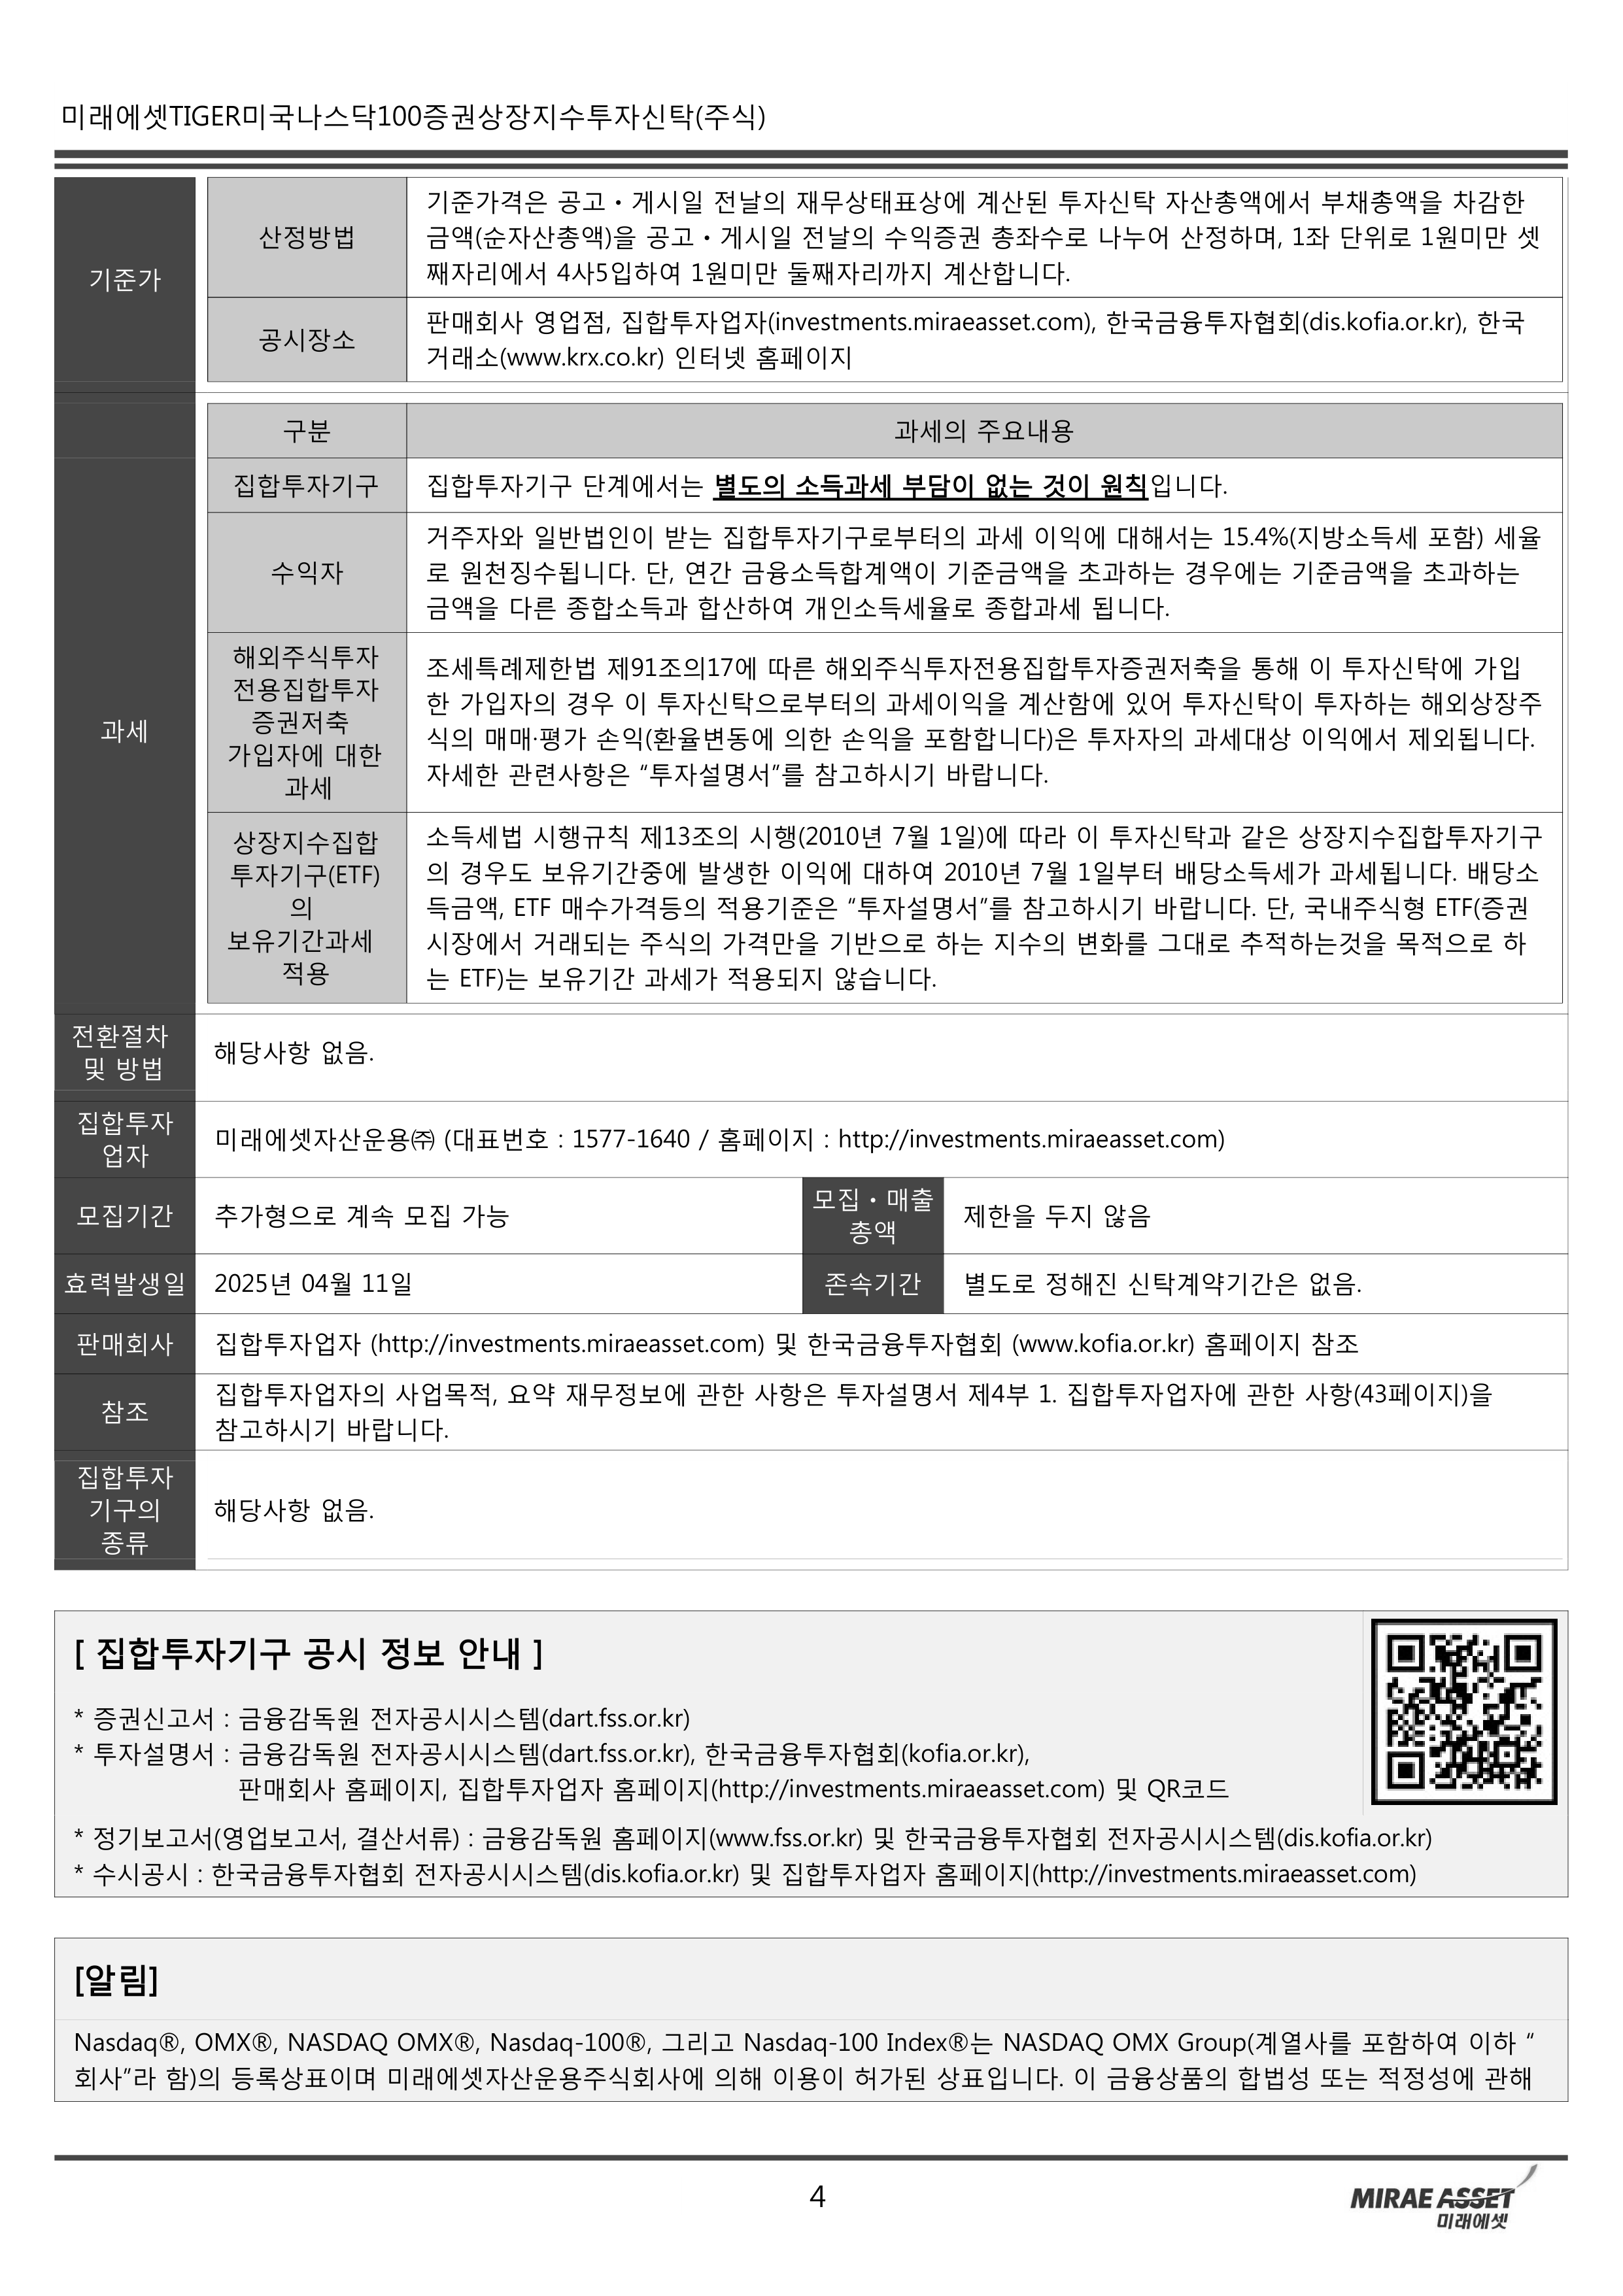 미래에셋TIGER미국나스닥100증권상장지수투자신탁(주식)
기준가
산정방법
기준가격은 공고・게시일 전날의 재무상태표상에 계산된 투자신탁 자산총액에서 부채총액을 차감한
금액(순자산총액)을 공고・게시일 전날의 수익증권 총좌수로 나누어 산정하며, 1좌 단위로 1원미만 셋
째자리에서 4사5입하여 1원미만 둘째자리까지 계산합니다.
공시장소
판매회사 영업점, 집합투자업자(investments.miraeasset.com), 한국금융투자협회(dis.kofia.or.kr), 한국
거래소(www.krx.co.kr) 인터넷 홈페이지
과세
구분
과세의 주요내용
집합투자기구
집합투자기구 단계에서는 별도의 소득과세 부담이 없는 것이 원칙입니다.
수익자
거주자와 일반법인이 받는 집합투자기구로부터의 과세 이익에 대해서는 15.4%(지방소득세 포함) 세율
로 원천징수됩니다. 단, 연간 금융소득합계액이 기준금액을 초과하는 경우에는 기준금액을 초과하는
금액을 다른 종합소득과 합산하여 개인소득세율로 종합과세 됩니다.
해외주식투자
전용집합투자
증권저축
가입자에 대한
과세
조세특례제한법 제91조의17에 따른 해외주식투자전용집합투자증권저축을 통해 이 투자신탁에 가입
한 가입자의 경우 이 투자신탁으로부터의 과세이익을 계산함에 있어 투자신탁이 투자하는 해외상장주
식의 매매·평가 손익(환율변동에 의한 손익을 포함합니다)은 투자자의 과세대상 이익에서 제외됩니다.
자세한 관련사항은 “투자설명서”를 참고하시기 바랍니다.
상장지수집합
투자기구(ETF)
의
보유기간과세
적용
소득세법 시행규칙 제13조의 시행(2010년 7월 1일)에 따라 이 투자신탁과 같은 상장지수집합투자기구
의 경우도 보유기간중에 발생한 이익에 대하여 2010년 7월 1일부터 배당소득세가 과세됩니다. 배당소
득금액, ETF 매수가격등의 적용기준은 “투자설명서”를 참고하시기 바랍니다. 단, 국내주식형 ETF(증권
시장에서 거래되는 주식의 가격만을 기반으로 하는 지수의 변화를 그대로 추적하는것을 목적으로 하
는 ETF)는 보유기간 과세가 적용되지 않습니다.
전환절차
및 방법
해당사항 없음.
집합투자
업자
미래에셋자산운용㈜ (대표번호 : 1577-1640 / 홈페이지 : http://investments.miraeasset.com)
모집기간
추가형으로 계속 모집 가능
모집・매출
총액
제한을 두지 않음
효력발생일
2025년 04월 11일
존속기간
별도로 정해진 신탁계약기간은 없음.
판매회사
집합투자업자 (http://investments.miraeasset.com) 및 한국금융투자협회 (www.kofia.or.kr) 홈페이지 참조
참조
집합투자업자의 사업목적, 요약 재무정보에 관한 사항은 투자설명서 제4부 1. 집합투자업자에 관한 사항(43페이지)을
참고하시기 바랍니다.
집합투자
기구의
종류
해당사항 없음.
[ 집합투자기구 공시 정보 안내 ]
* 증권신고서 : 금융감독원 전자공시시스템(dart.fss.or.kr)
* 투자설명서 : 금융감독원 전자공시시스템(dart.fss.or.kr), 한국금융투자협회(kofia.or.kr),
판매회사 홈페이지, 집합투자업자 홈페이지(http://investments.miraeasset.com) 및 QR코드
* 정기보고서(영업보고서, 결산서류) : 금융감독원 홈페이지(www.fss.or.kr) 및 한국금융투자협회 전자공시시스템(dis.kofia.or.kr)
* 수시공시 : 한국금융투자협회 전자공시시스템(dis.kofia.or.kr) 및 집합투자업자 홈페이지(http://investments.miraeasset.com)
[알림]
Nasdaq®, OMX®, NASDAQ OMX®, Nasdaq-100®, 그리고 Nasdaq-100 Index®는 NASDAQ OMX Group(계열사를 포함하여 이하 “
회사”라 함)의 등록상표이며 미래에셋자산운용주식회사에 의해 이용이 허가된 상표입니다. 이 금융상품의 합법성 또는 적정성에 관해
4
MIRAE ASSET
미래에셋